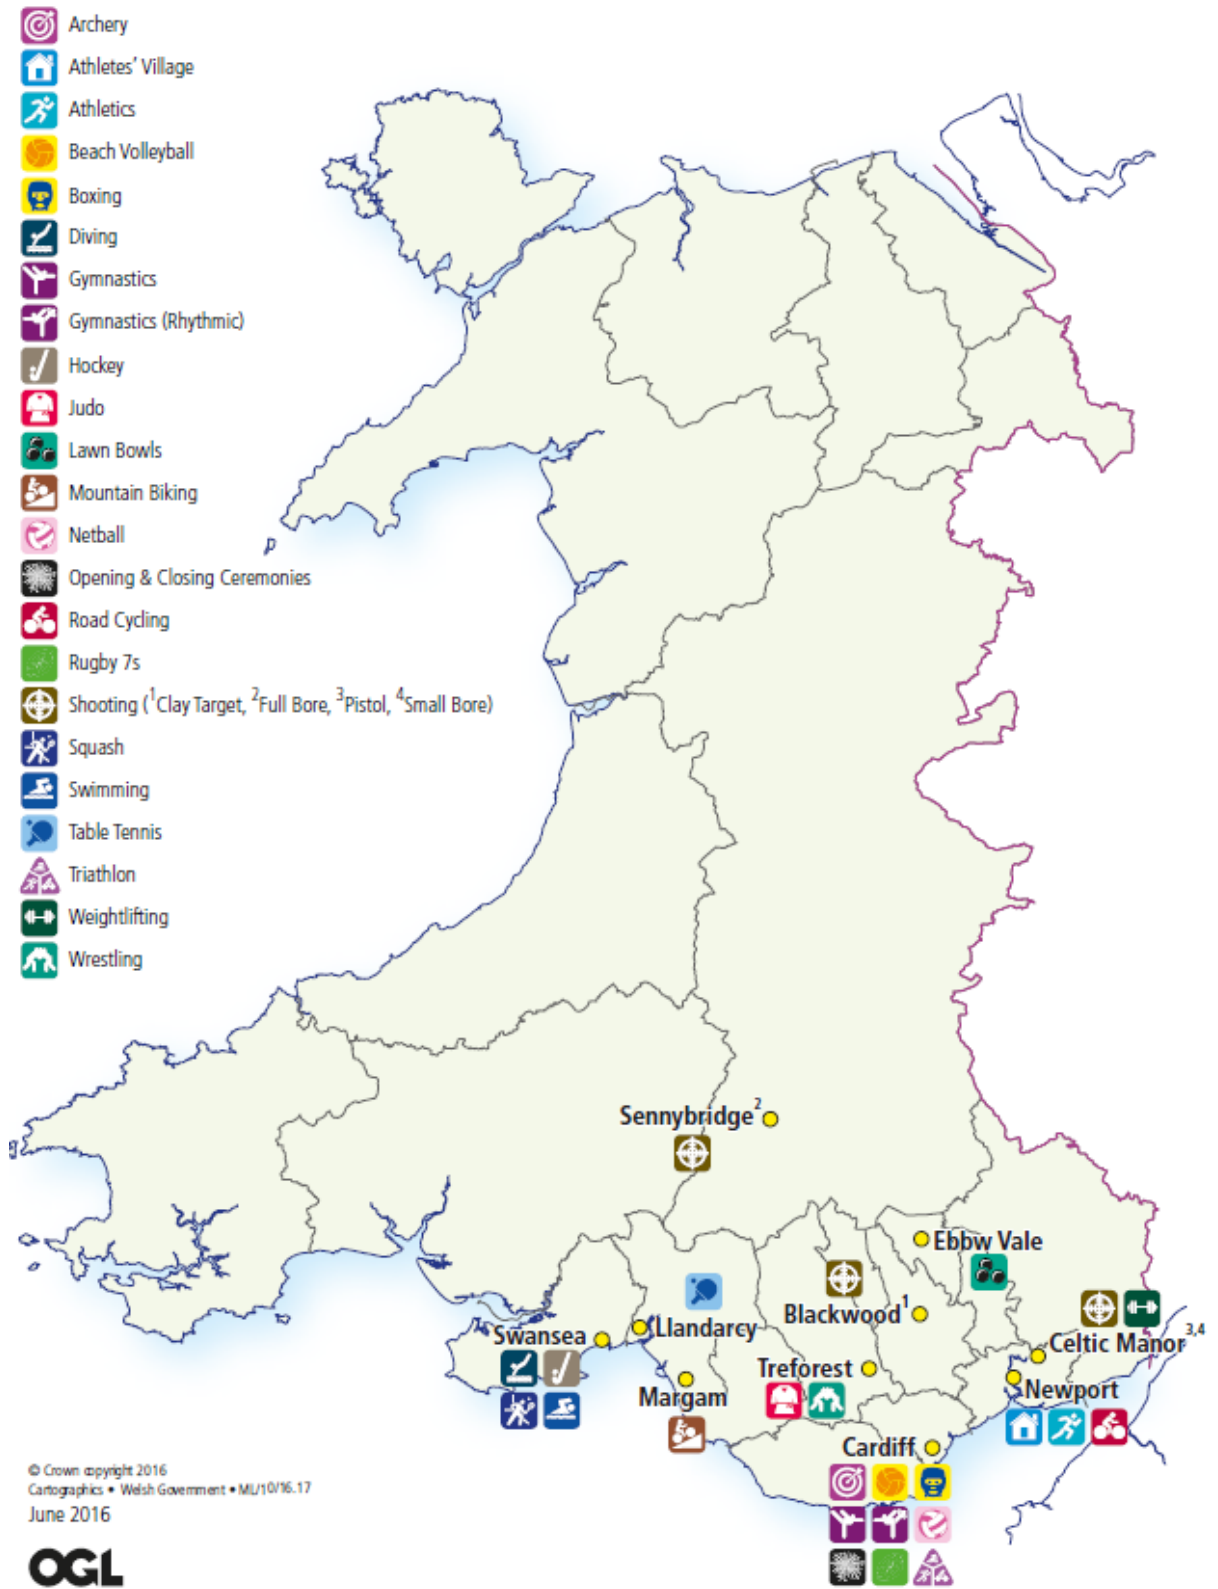 Archery
Athletes' Village
Athletics
Beach Volleyball
Boxing
Diving
Gymnastics
Gymnastics (Rhythmic)
Hockey
Judo
Lawn Bowls
Mountain Biking
Netball
Opening & Closing Ceremonies
Road Cycling
Rugby 7s
Shooting (¹Clay Target, ²Full Bore, ³Pistol, ⁴Small Bore)
Squash
Swimming
Table Tennis
Triathlon
Weightlifting
Wrestling
Sennybridge²
Ebbw Vale
Blackwood¹
Swansea
Llandarcy
Celtic Manor³,⁴
Treforest
Margam
Newport
Cardiff
© Crown copyright 2016
Cartographics • Welsh Government • ML/10/16.17
June 2016
OGL